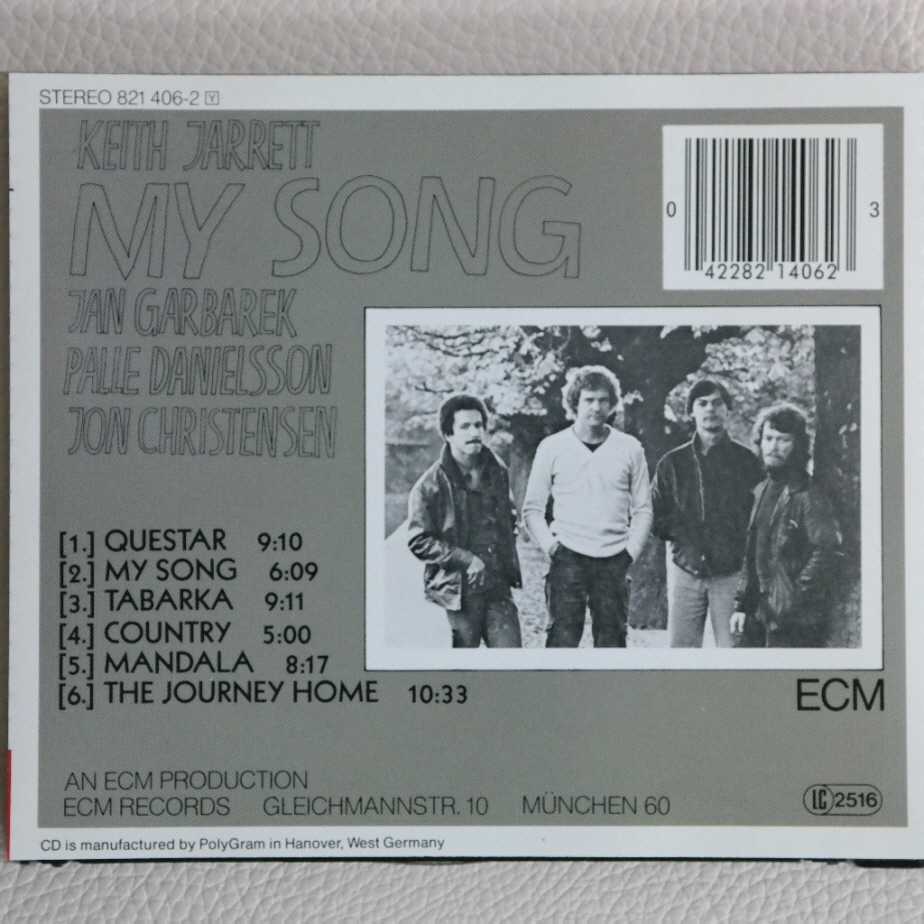 STEREO 821 406-2 Y
KEITH JARRETT
MY SONG
JAN GARBAREK
PALLE DANIELSSON
JON CHRISTENSEN
0 42282 14062 3
[1.] QUESTAR 9:10
[2.] MY SONG 6:09
[3.] TABARKA 9:11
[4.] COUNTRY 5:00
[5.] MANDALA 8:17
[6.] THE JOURNEY HOME 10:33
ECM
AN ECM PRODUCTION
ECM RECORDS GLEICHMANNSTR. 10 MÜNCHEN 60
LC 2516
CD is manufactured by PolyGram in Hanover, West Germany